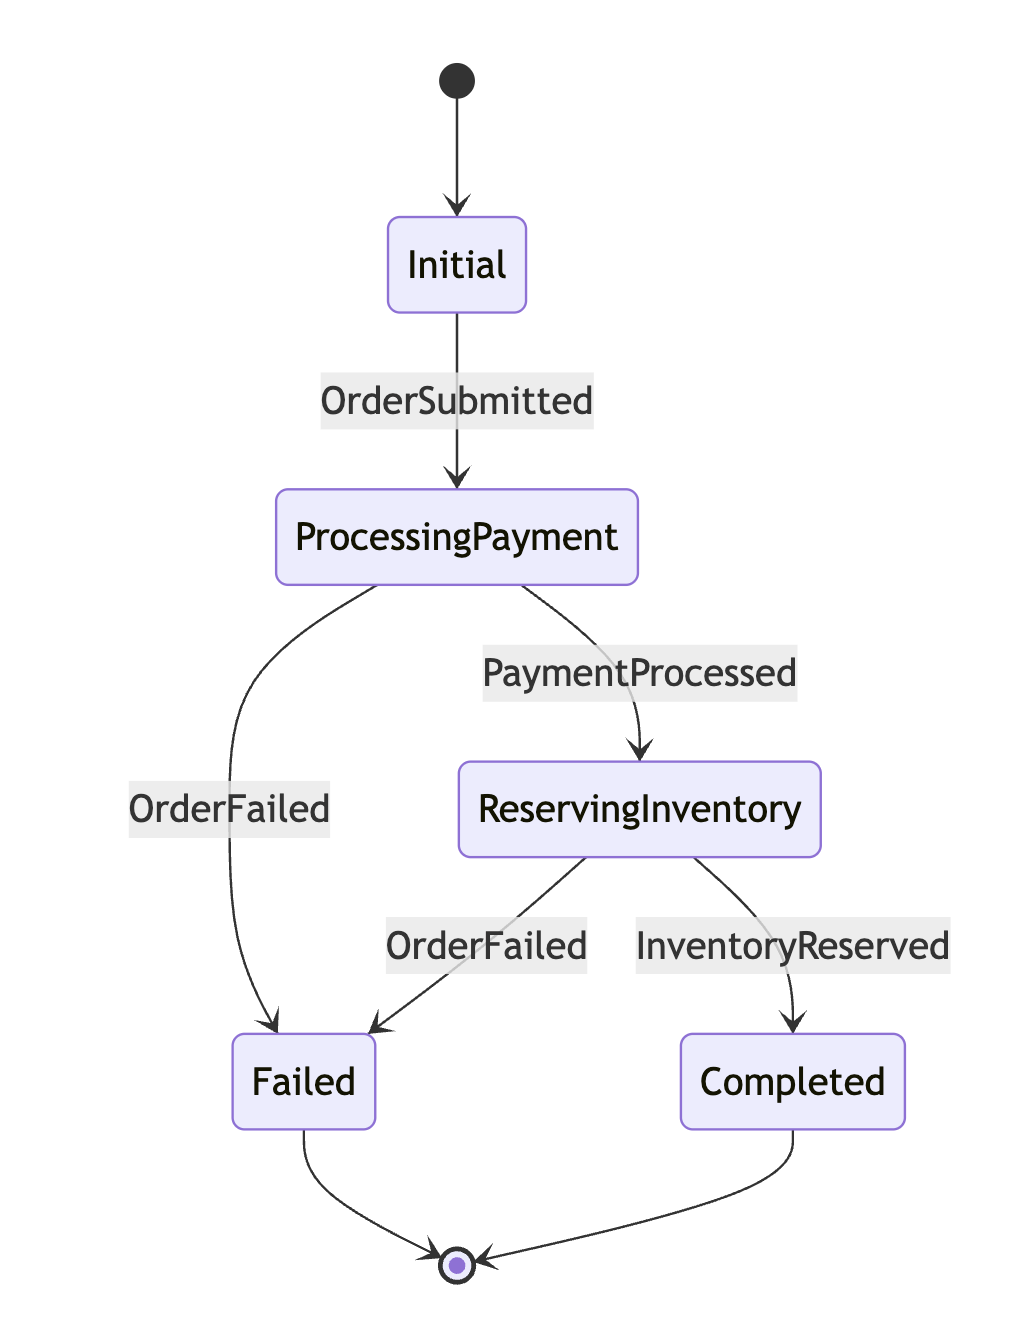 Initial
OrderSubmitted
ProcessingPayment
PaymentProcessed
OrderFailed
ReservingInventory
OrderFailed
InventoryReserved
Failed
Completed